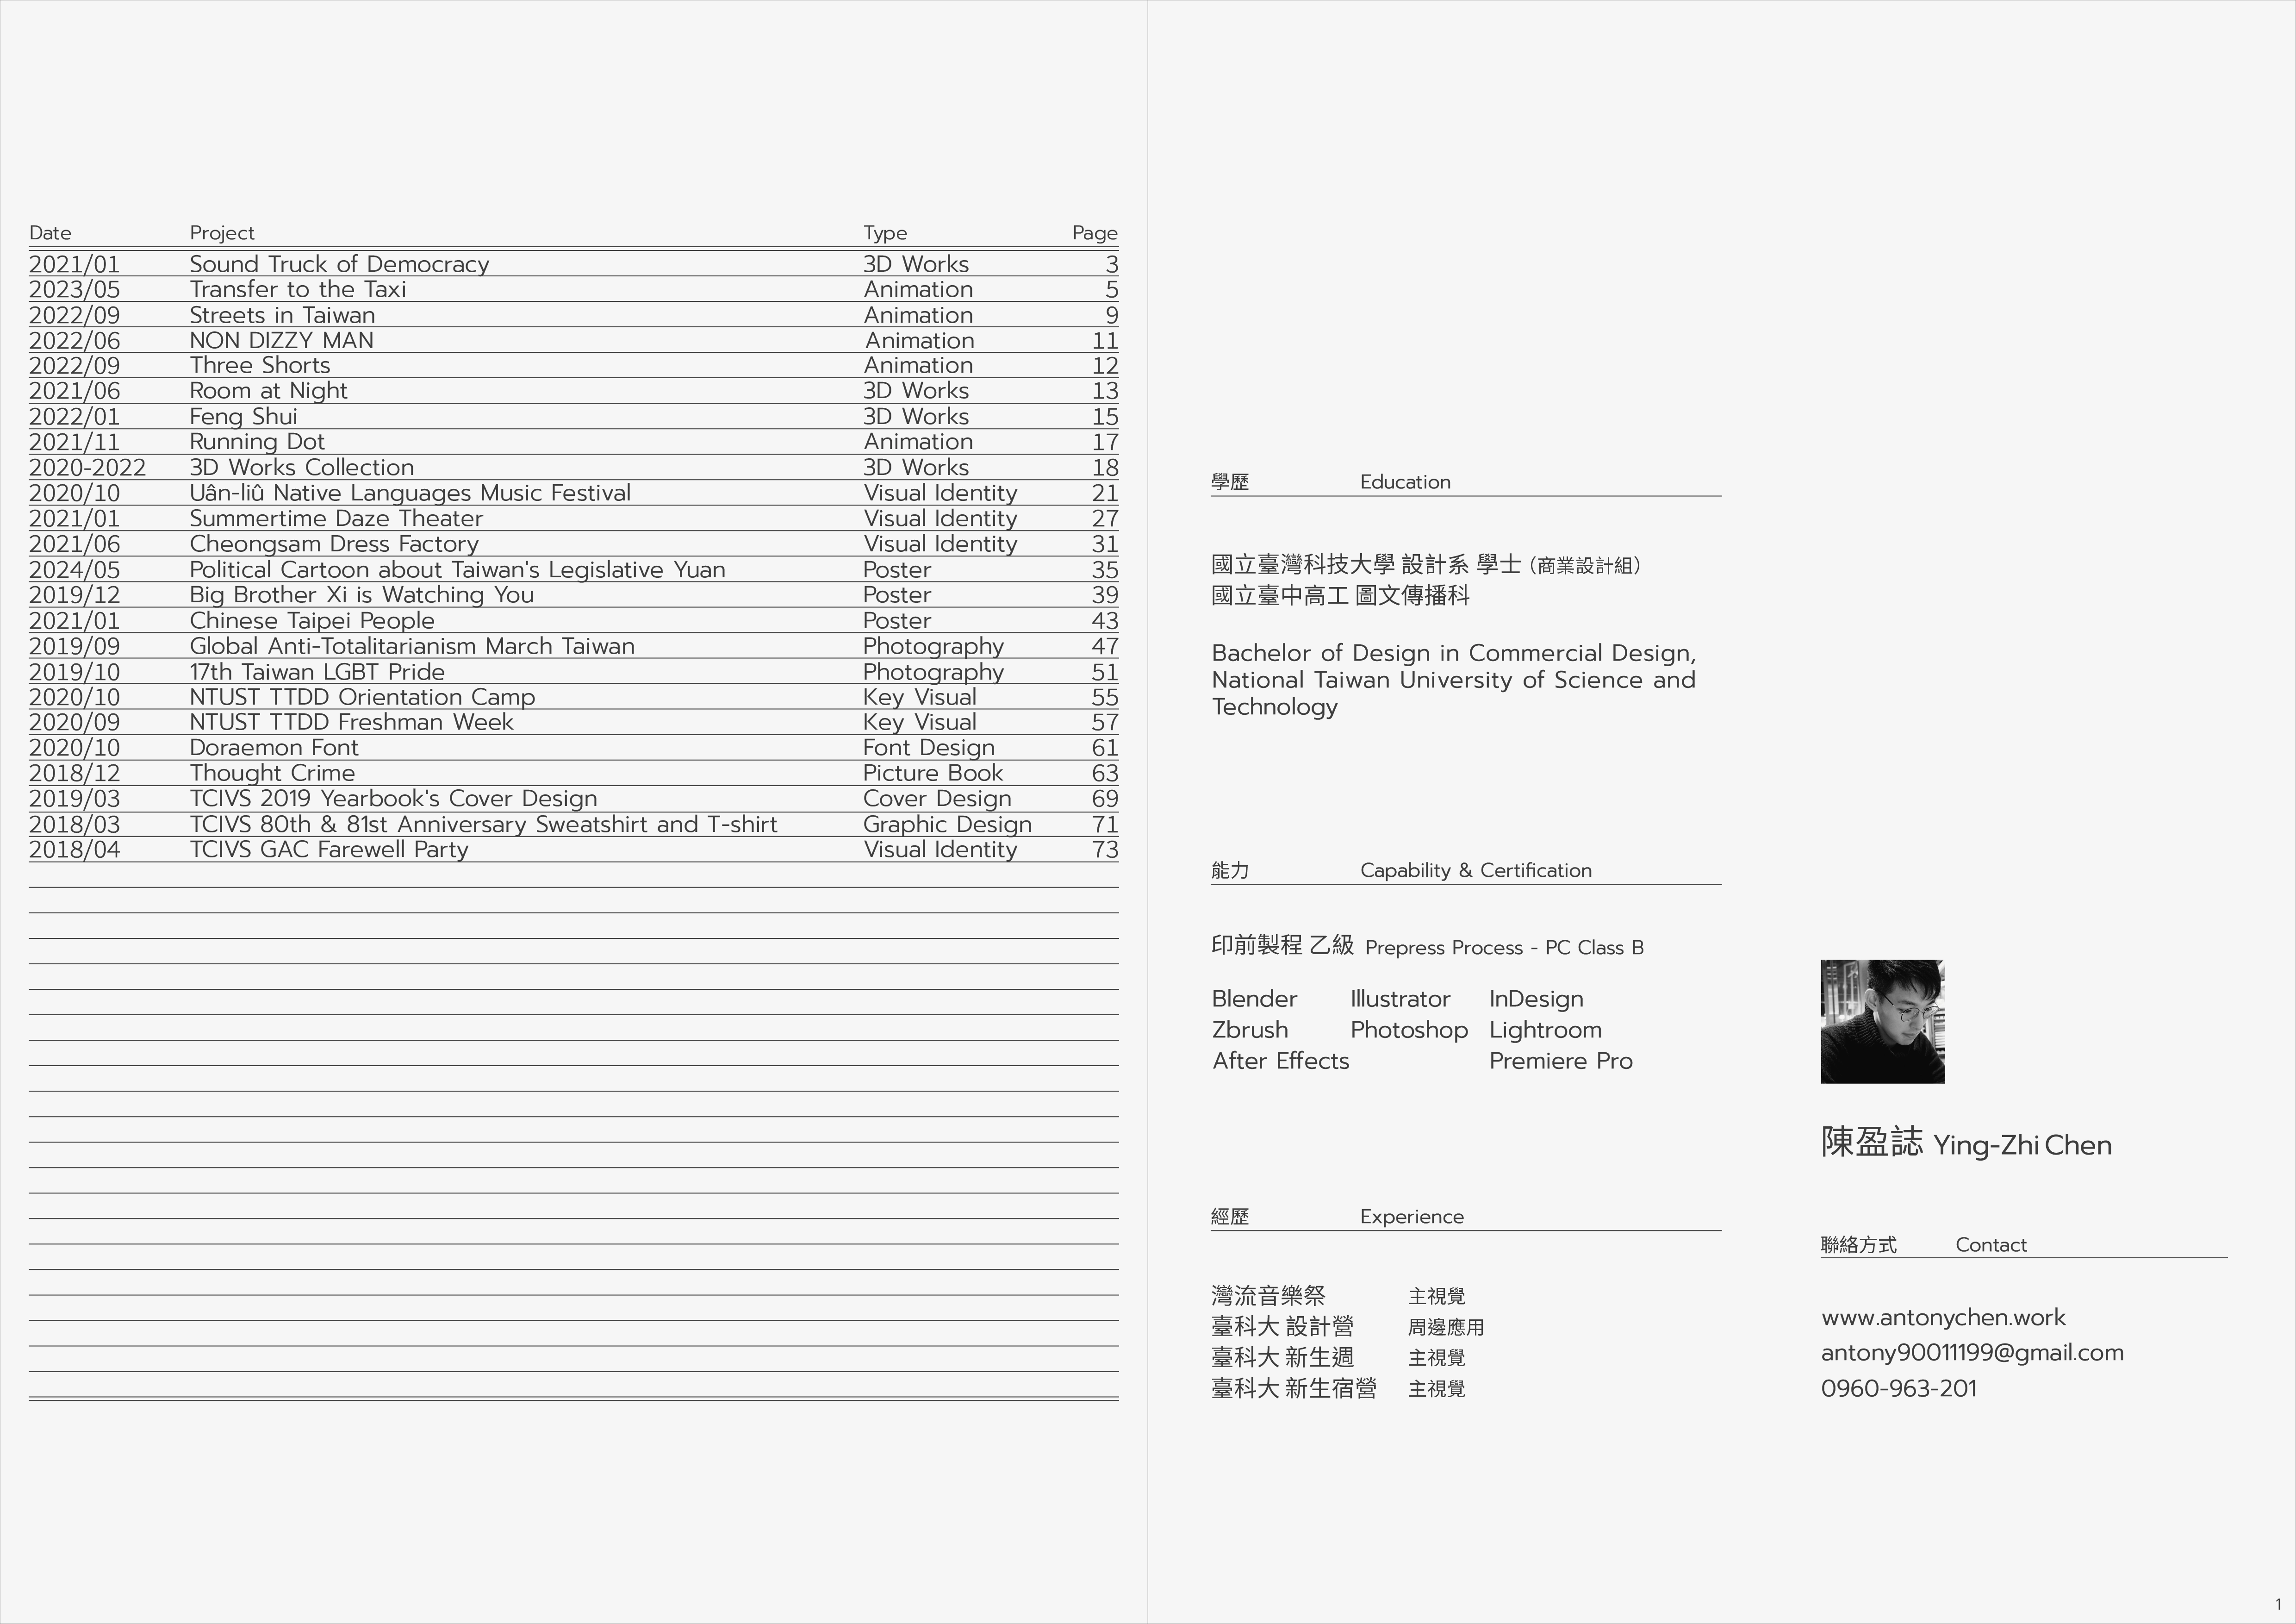 Date Project Type Page
2021/01 Sound Truck of Democracy 3D Works 3
2023/05 Transfer to the Taxi Animation 5
2022/09 Streets in Taiwan Animation 9
2022/06 NON DIZZY MAN Animation 11
2022/09 Three Shorts Animation 12
2021/06 Room at Night 3D Works 13
2022/01 Feng Shui 3D Works 15
2021/11 Running Dot Animation 17
2020-2022 3D Works Collection 3D Works 18
2020/10 Uân-liû Native Languages Music Festival Visual Identity 21
2021/01 Summertime Daze Theater Visual Identity 27
2021/06 Cheongsam Dress Factory Visual Identity 31
2024/05 Political Cartoon about Taiwan's Legislative Yuan Poster 35
2019/12 Big Brother Xi is Watching You Poster 39
2021/01 Chinese Taipei People Poster 43
2019/09 Global Anti-Totalitarianism March Taiwan Photography 47
2019/10 17th Taiwan LGBT Pride Photography 51
2020/10 NTUST TTDD Orientation Camp Key Visual 55
2020/09 NTUST TTDD Freshman Week Key Visual 57
2020/10 Doraemon Font Font Design 61
2018/12 Thought Crime Picture Book 63
2019/03 TCIVS 2019 Yearbook's Cover Design Cover Design 69
2018/03 TCIVS 80th & 81st Anniversary Sweatshirt and T-shirt Graphic Design 71
2018/04 TCIVS GAC Farewell Party Visual Identity 73
學歷 Education
國立臺灣科技大學 設計系 學士（商業設計組）
國立臺中高工 圖文傳播科
Bachelor of Design in Commercial Design,
National Taiwan University of Science and
Technology
能力 Capability & Certification
印前製程 乙級 Prepress Process - PC Class B
Blender Illustrator InDesign
Zbrush Photoshop Lightroom
After Effects Premiere Pro
經歷 Experience
灣流音樂祭 主視覺
臺科大 設計營 周邊應用
臺科大 新生週 主視覺
臺科大 新生宿營 主視覺
陳盈誌 Ying-Zhi Chen
聯絡方式 Contact
www.antonychen.work
antony90011199@gmail.com
0960-963-201
1